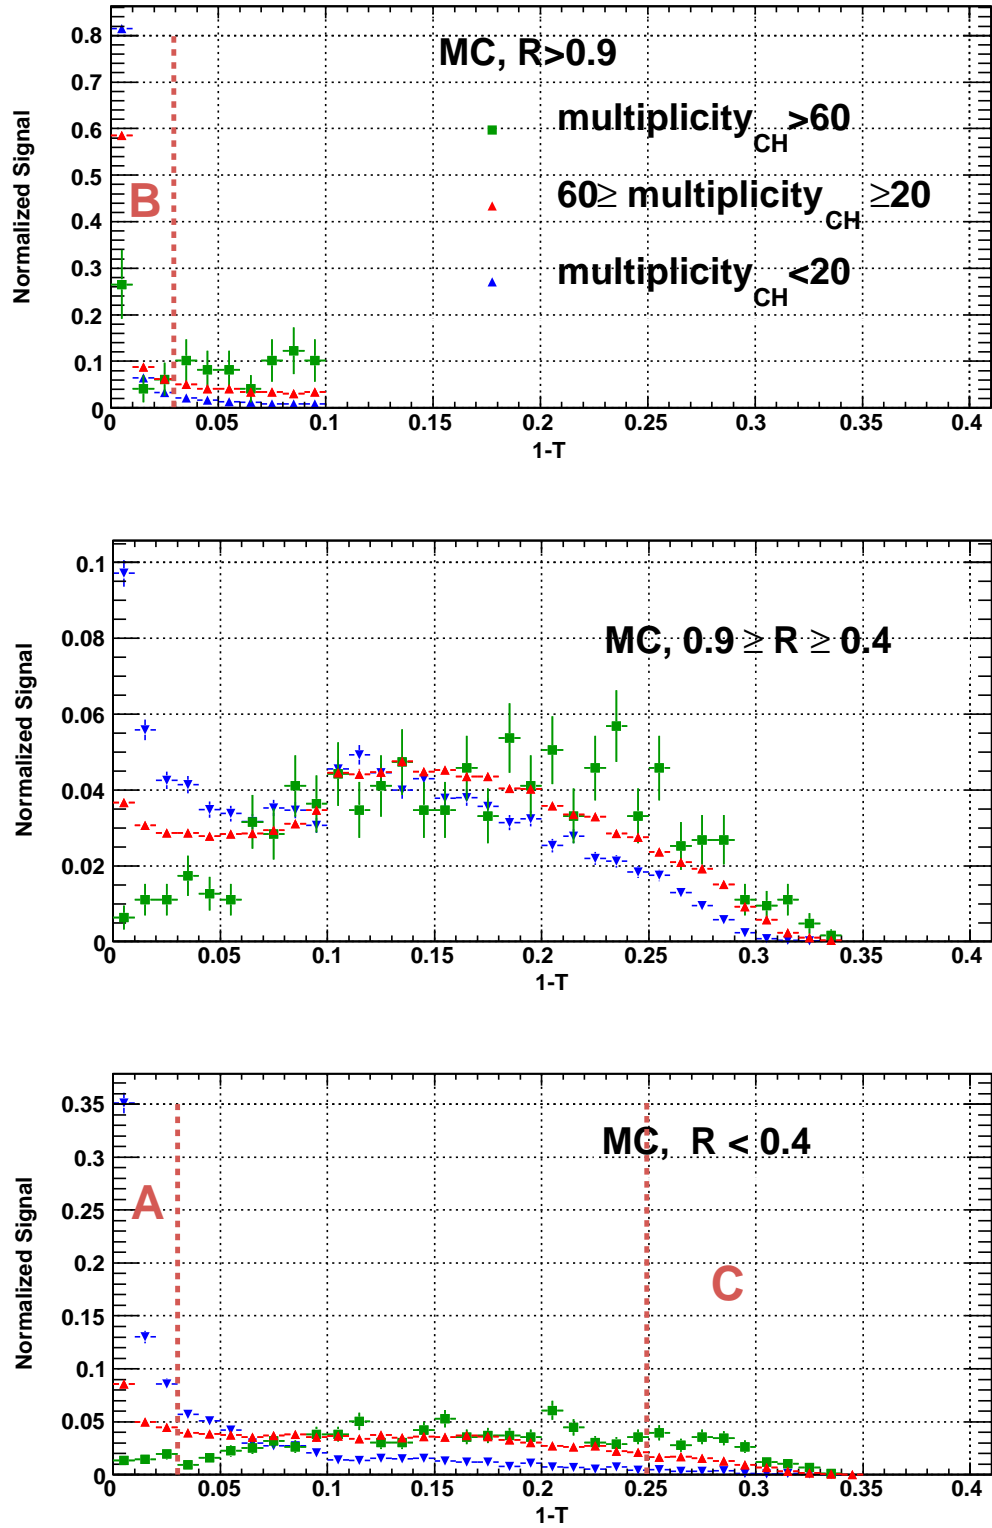 0.8
MC, R>0.9
0.7
multiplicity_CH>60
0.6
Normalized Signal
0.5
B
60≥ multiplicity_CH ≥20
0.4
0.3
multiplicity_CH<20
0.2
0.1
0
0 0.05 0.1 0.15 0.2 0.25 0.3 0.35 0.4
1-T
0.1
0.08
MC, 0.9 ≥ R ≥ 0.4
Normalized Signal
0.06
0.04
0.02
0
0 0.05 0.1 0.15 0.2 0.25 0.3 0.35 0.4
1-T
0.35
MC, R < 0.4
0.3
A
0.25
Normalized Signal
0.2
C
0.15
0.1
0.05
0
0 0.05 0.1 0.15 0.2 0.25 0.3 0.35 0.4
1-T